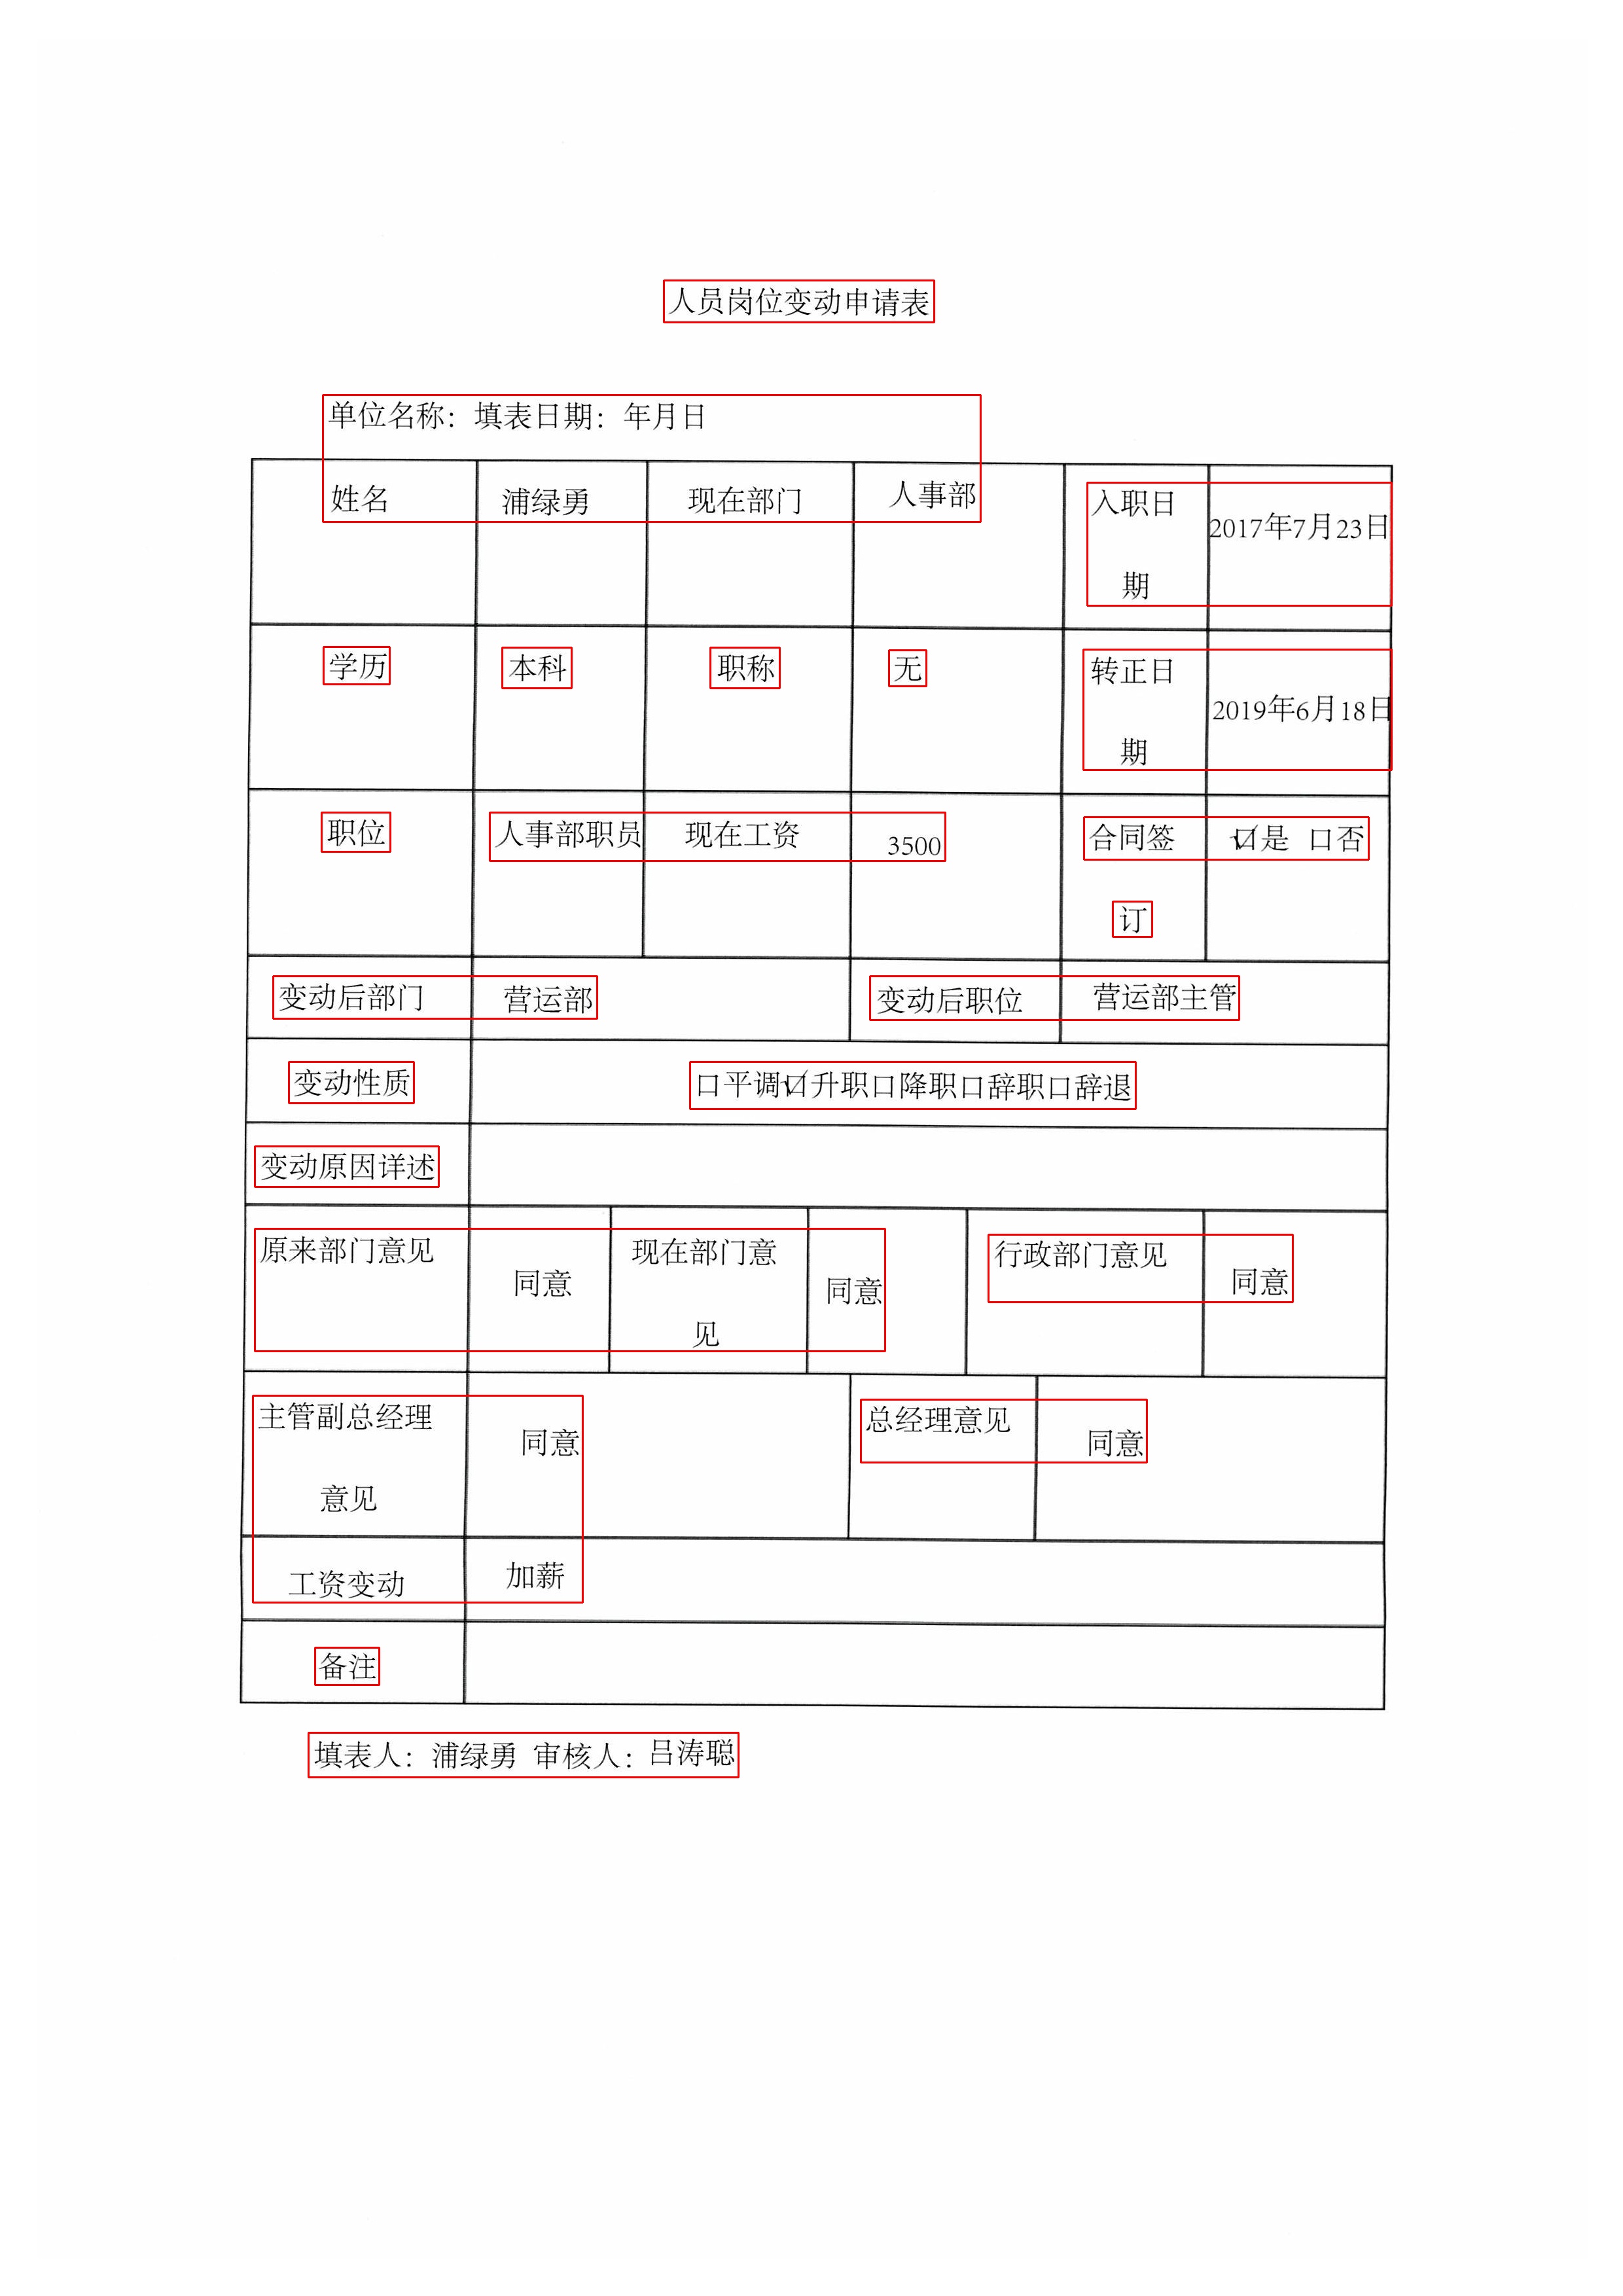 人员岗位变动申请表
单位名称：填表日期：年月日
姓名 浦绿勇 现在部门 人事部 入职日期 2017年7月23日
学历 本科 职称 无 转正日期 2019年6月18日
职位 人事部职员 现在工资 3500 合同签订 ☑是 口否
变动后部门 营运部 变动后职位 营运部主管
变动性质 口平调☑升职口降职口辞职口辞退
变动原因详述
原来部门意见 同意 现在部门意见 同意 行政部门意见 同意
主管副总经理意见 同意 总经理意见 同意
工资变动 加薪
备注
填表人：浦绿勇 审核人：吕涛聪